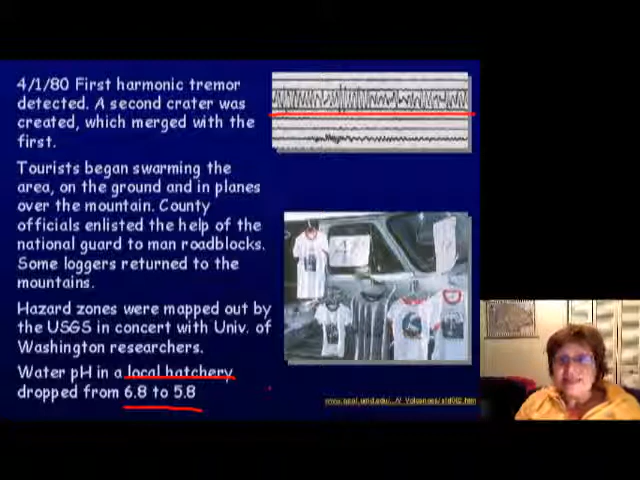 4/1/80 First harmonic tremor
detected. A second crater was
created, which merged with the
first.
Tourists began swarming the
area, on the ground and in planes
over the mountain. County
officials enlisted the help of the
national guard to man roadblocks.
Some loggers returned to the
mountains.
Hazard zones were mapped out by
the USGS in concert with Univ. of
Washington researchers.
Water pH in a local hatchery
dropped from 6.8 to 5.8